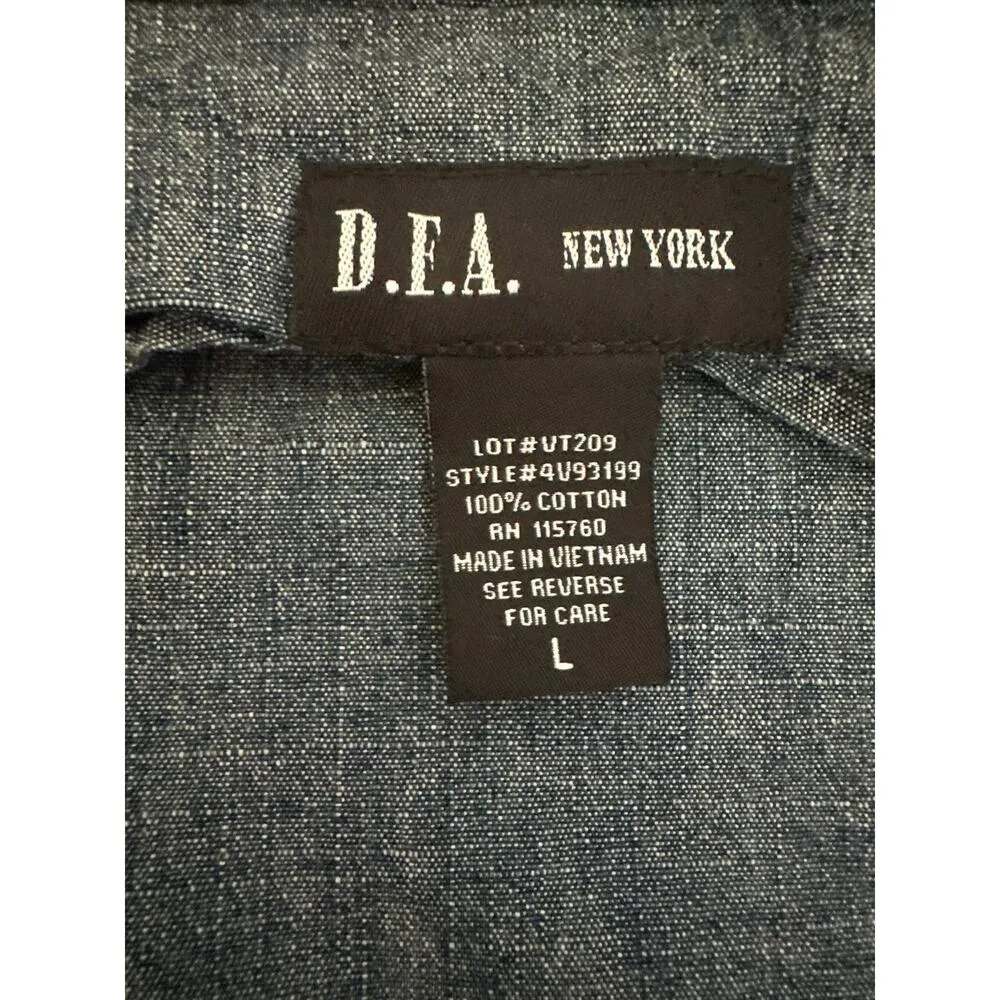 D.F.A. NEW YORK
LOT# VT209
STYLE#4V93199
100% COTTON
RN 115760
MADE IN VIETNAM
SEE REVERSE
FOR CARE
L